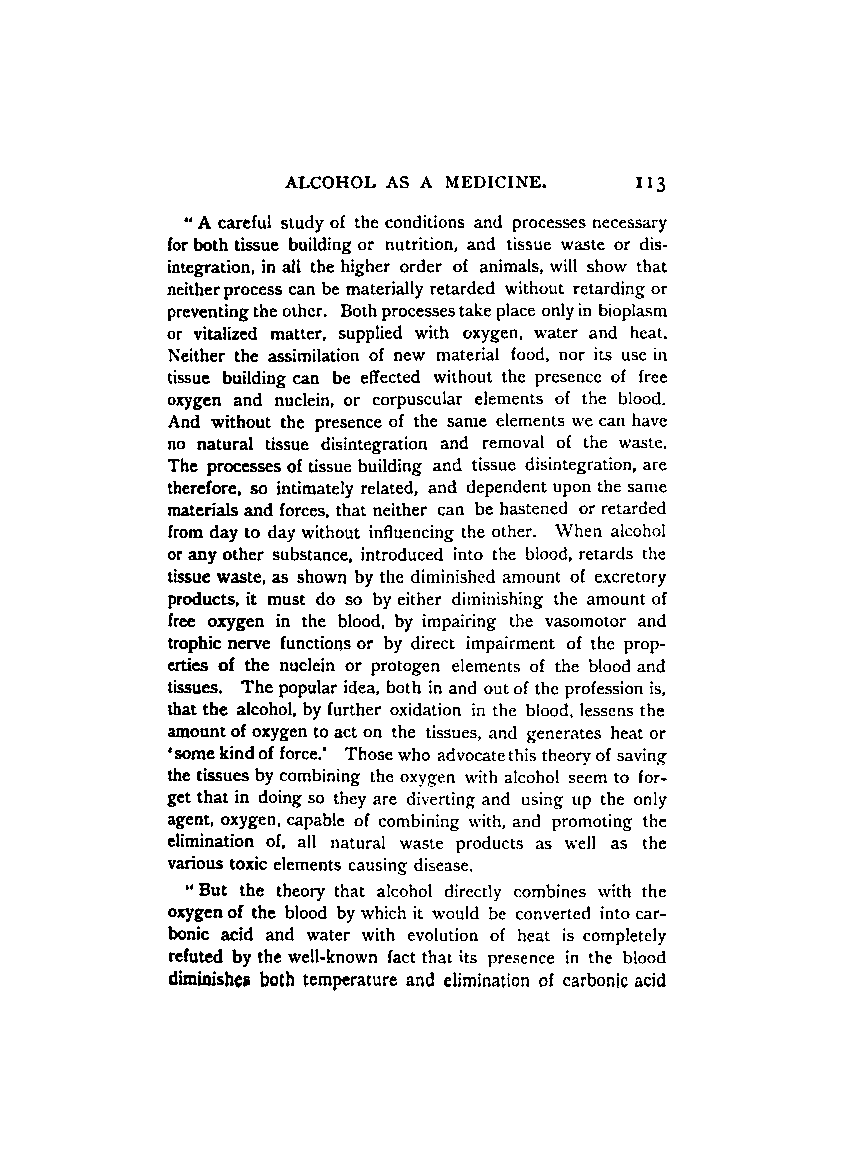 ALCOHOL AS A MEDICINE. 113
" A careful study of the conditions and processes necessary
for both tissue building or nutrition, and tissue waste or dis-
integration, in all the higher order of animals, will show that
neither process can be materially retarded without retarding or
preventing the other. Both processes take place only in bioplasm
or vitalized matter, supplied with oxygen, water and heat.
Neither the assimilation of new material food, nor its use in
tissue building can be effected without the presence of free
oxygen and nuclein, or corpuscular elements of the blood.
And without the presence of the same elements we can have
no natural tissue disintegration and removal of the waste.
The processes of tissue building and tissue disintegration, are
therefore, so intimately related, and dependent upon the same
materials and forces, that neither can be hastened or retarded
from day to day without influencing the other. When alcohol
or any other substance, introduced into the blood, retards the
tissue waste, as shown by the diminished amount of excretory
products, it must do so by either diminishing the amount of
free oxygen in the blood, by impairing the vasomotor and
trophic nerve functions or by direct impairment of the prop-
erties of the nuclein or protogen elements of the blood and
tissues. The popular idea, both in and out of the profession is,
that the alcohol, by further oxidation in the blood, lessens the
amount of oxygen to act on the tissues, and generates heat or
'some kind of force.' Those who advocate this theory of saving
the tissues by combining the oxygen with alcohol seem to for-
get that in doing so they are diverting and using up the only
agent, oxygen, capable of combining with, and promoting the
elimination of, all natural waste products as well as the
various toxic elements causing disease.
" But the theory that alcohol directly combines with the
oxygen of the blood by which it would be converted into car-
bonic acid and water with evolution of heat is completely
refuted by the well-known fact that its presence in the blood
diminishes both temperature and elimination of carbonic acid